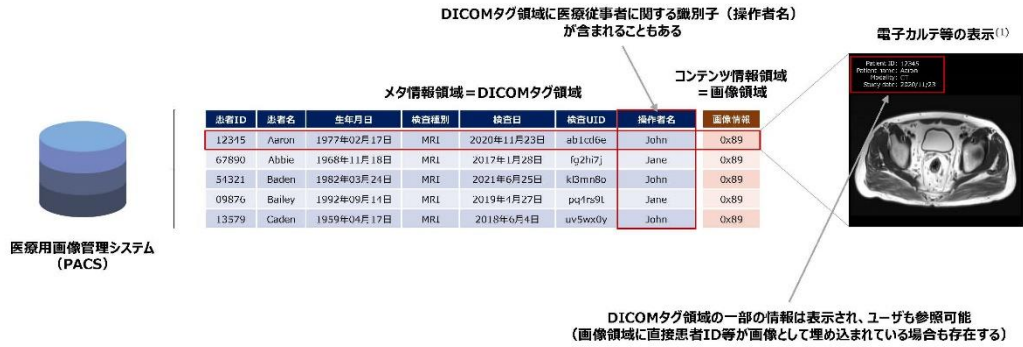 DICOMタグ領域に医療従事者に関する識別子（操作者名）
が含まれることもある
電子カルテ等の表示(1)
メタ情報領域＝DICOMタグ領域
コンテンツ情報領域
＝画像領域
Patient ID: 12345
Patient name: Aaron
Modality: CT
Study date: 2020/11/23
患者ID 患者名 生年月日 検査種別 検査日 検査UID 操作者名 画像情報
12345 Aaron 1977年02月17日 MRI 2020年11月23日 ab1cd6e John 0x89
67890 Abbie 1968年11月18日 MRI 2017年1月28日 fg2hi7j Jane 0x89
54321 Baden 1982年03月24日 MRI 2021年6月25日 kl3mn8o John 0x89
09876 Bailey 1992年09月14日 MRI 2019年4月27日 pq4rs9t Jane 0x89
13579 Caden 1959年04月17日 MRI 2018年6月4日 uv5wx0y John 0x89
医療用画像管理システム
（PACS）
DICOMタグ領域の一部の情報は表示され、ユーザも参照可能
（画像領域に直接患者ID等が画像として埋め込まれている場合も存在する）